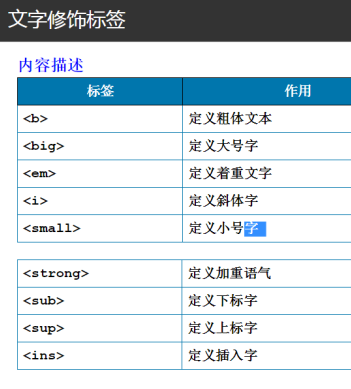 文字修饰标签
内容描述
标签 作用
<b> 定义粗体文本
<big> 定义大号字
<em> 定义着重文字
<i> 定义斜体字
<small> 定义小号字
<strong> 定义加重语气
<sub> 定义下标字
<sup> 定义上标字
<ins> 定义插入字